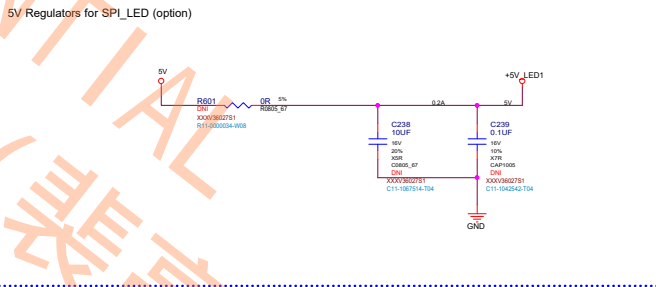 5V Regulators for SPI_LED (option)
5V
+5V_LED1
R601
DNI
XXXV36027S1
R11-0000034-W08
0R 5%
R0805_67
0.2A
5V
C238
10UF
16V
20%
X5R
C0805_67
DNI
XXXV36027S1
C11-1067514-T04
C239
0.1UF
16V
10%
X7R
CAP1005
DNI
XXXV36027S1
C11-1042542-T04
GND